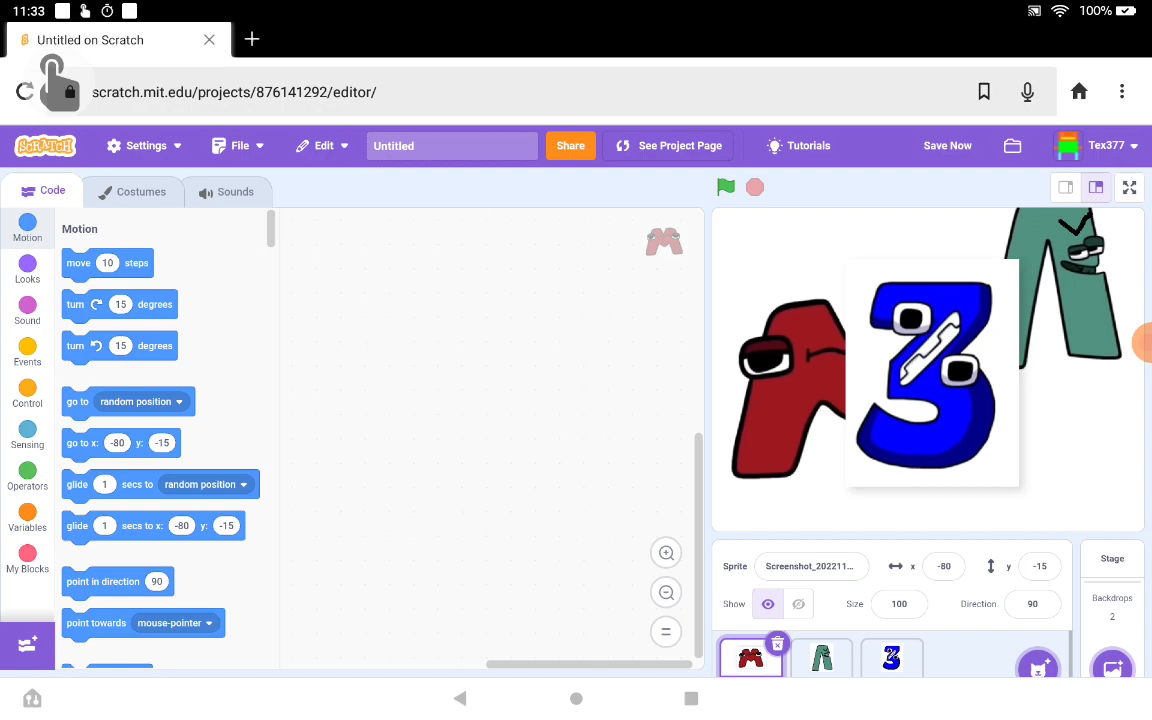 11:33
100%
Untitled on Scratch
scratch.mit.edu/projects/876141292/editor/
SCRATCH Settings File Edit Untitled Share See Project Page Tutorials Save Now Tex377
Code Costumes Sounds
Motion
Looks
Sound
Events
Control
Sensing
Operators
Variables
My Blocks
Motion
move 10 steps
turn 15 degrees
turn 15 degrees
go to random position
go to x: -80 y: -15
glide 1 secs to random position
glide 1 secs to x: -80 y: -15
point in direction 90
point towards mouse-pointer
Sprite Screenshot_202211... x -80 y -15
Show Size 100 Direction 90
Stage
Backdrops
2